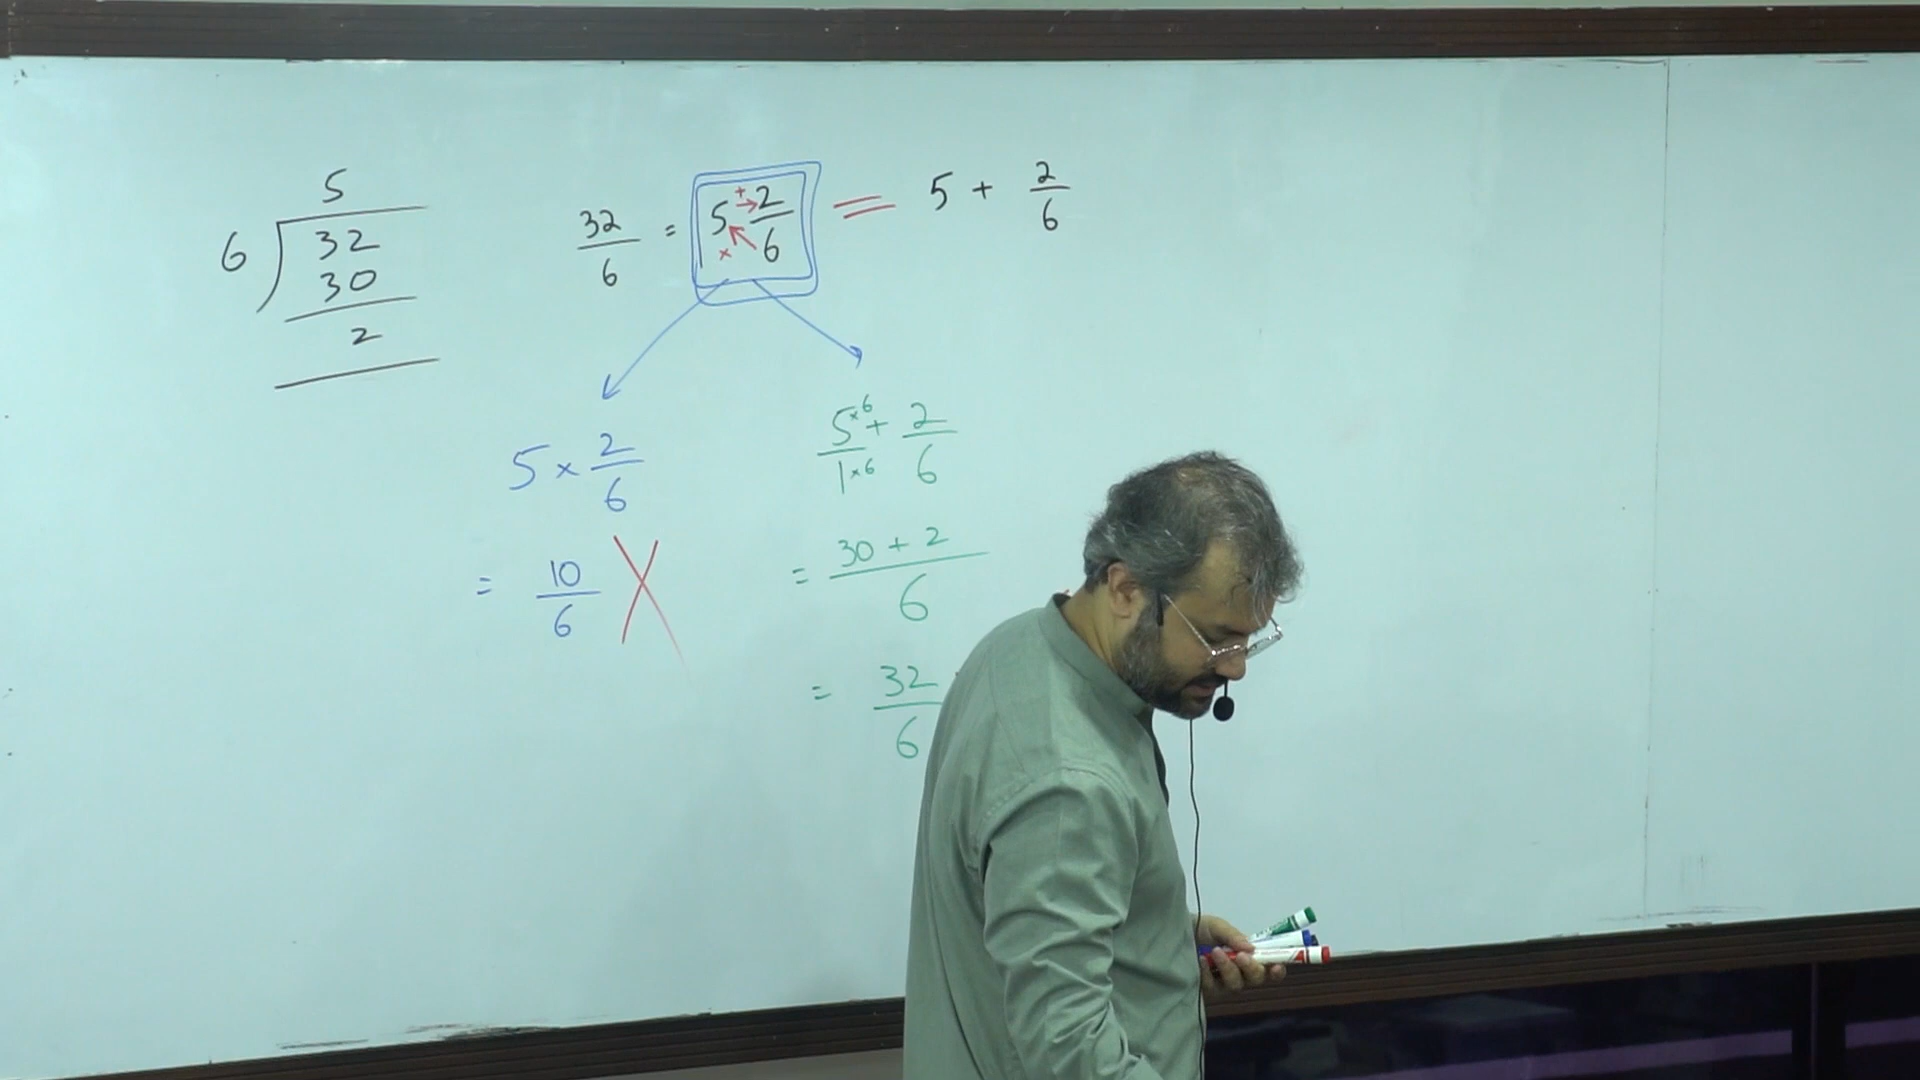 5
6 ) 32
30
2
32/6 = 5 2/6 = 5 + 2/6
+ →
× ↖
5 × 2/6
= 10/6 X
5×6/1×6 + 2/6
= 30 + 2/6
= 32/6